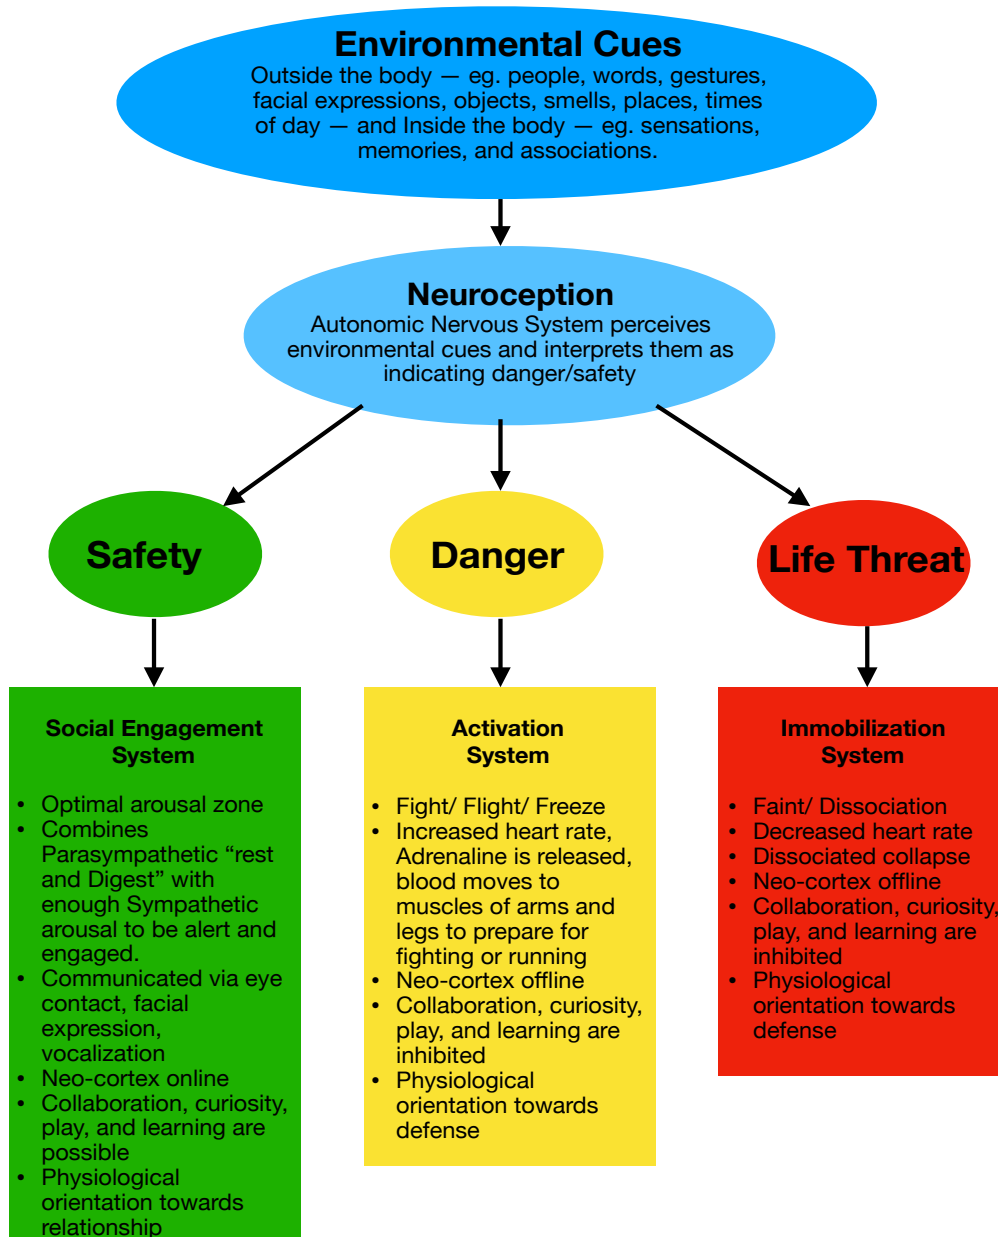 Environmental Cues
Outside the body — eg. people, words, gestures,
facial expressions, objects, smells, places, times
of day — and Inside the body — eg. sensations,
memories, and associations.
Neuroception
Autonomic Nervous System perceives
environmental cues and interprets them as
indicating danger/safety
Safety
Danger
Life Threat
Social Engagement
System
• Optimal arousal zone
• Combines
Parasympathetic “rest
and Digest” with
enough Sympathetic
arousal to be alert and
engaged.
• Communicated via eye
contact, facial
expression,
vocalization
• Neo-cortex online
• Collaboration, curiosity,
play, and learning are
possible
• Physiological
orientation towards
relationship
Activation
System
• Fight/ Flight/ Freeze
• Increased heart rate,
Adrenaline is released,
blood moves to
muscles of arms and
legs to prepare for
fighting or running
• Neo-cortex offline
• Collaboration, curiosity,
play, and learning are
inhibited
• Physiological
orientation towards
defense
Immobilization
System
• Faint/ Dissociation
• Decreased heart rate
• Dissociated collapse
• Neo-cortex offline
• Collaboration, curiosity,
play, and learning are
inhibited
• Physiological
orientation towards
defense